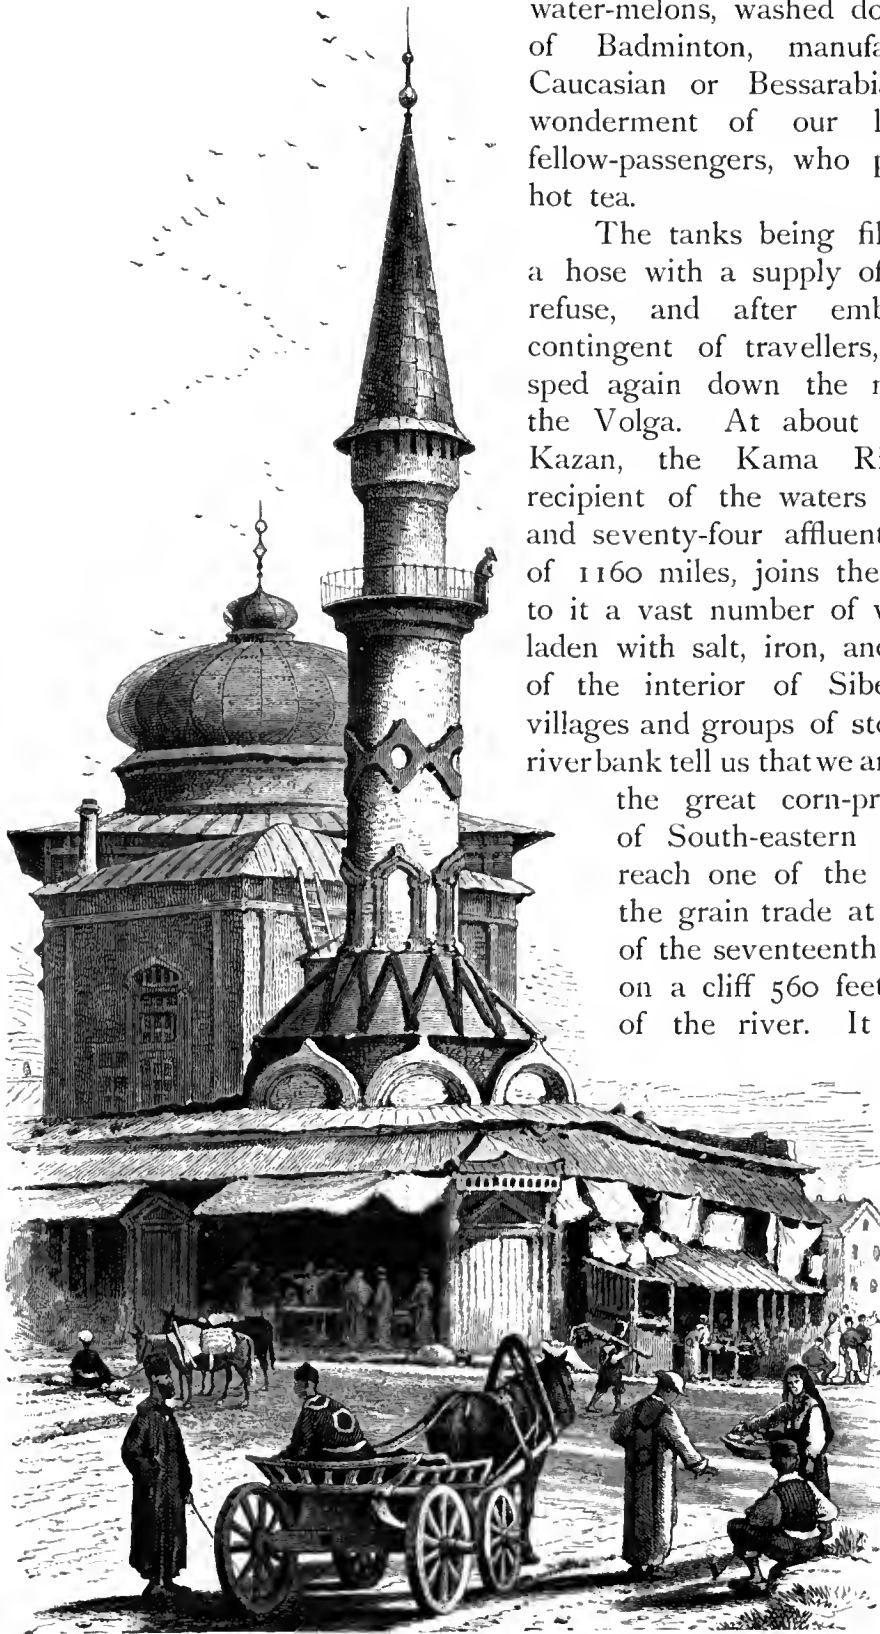 water-melons, washed do
of Badminton, manufa
Caucasian or Bessarabi
wonderment of our l
fellow-passengers, who p
hot tea.
The tanks being fil
a hose with a supply of
refuse, and after emb
contingent of travellers,
sped again down the r
the Volga. At about
Kazan, the Kama Ri
recipient of the waters
and seventy-four affluent
of 1160 miles, joins the
to it a vast number of v
laden with salt, iron, and
of the interior of Sibe
villages and groups of sto
river bank tell us that we ar
the great corn-pr
of South-eastern
reach one of the
the grain trade at
of the seventeenth
on a cliff 560 feet
of the river. It